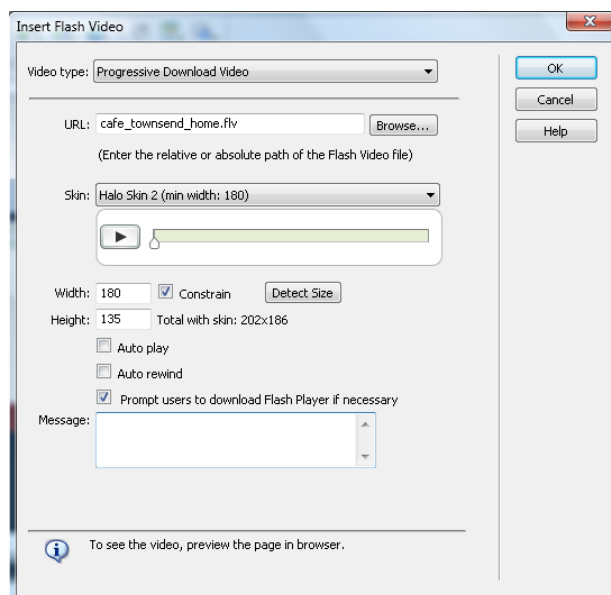 Insert Flash Video
Video type: Progressive Download Video
OK
Cancel
Help
URL: cafe_townsend_home.flv Browse...
(Enter the relative or absolute path of the Flash Video file)
Skin: Halo Skin 2 (min width: 180)
Width: 180 Constrain Detect Size
Height: 135 Total with skin: 202x186
Auto play
Auto rewind
Prompt users to download Flash Player if necessary
Message:
To see the video, preview the page in browser.